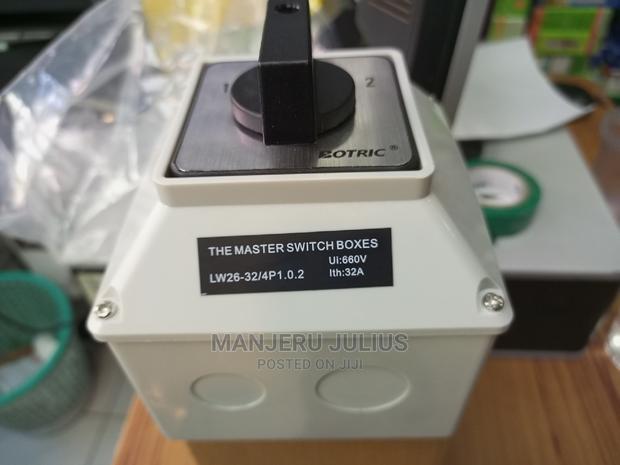 1
2
BOTRIC®
THE MASTER SWITCH BOXES
Ui:660V
LW26-32/4P1.0.2
Ith:32A
MANJERU JULIUS
POSTED ON JIJI